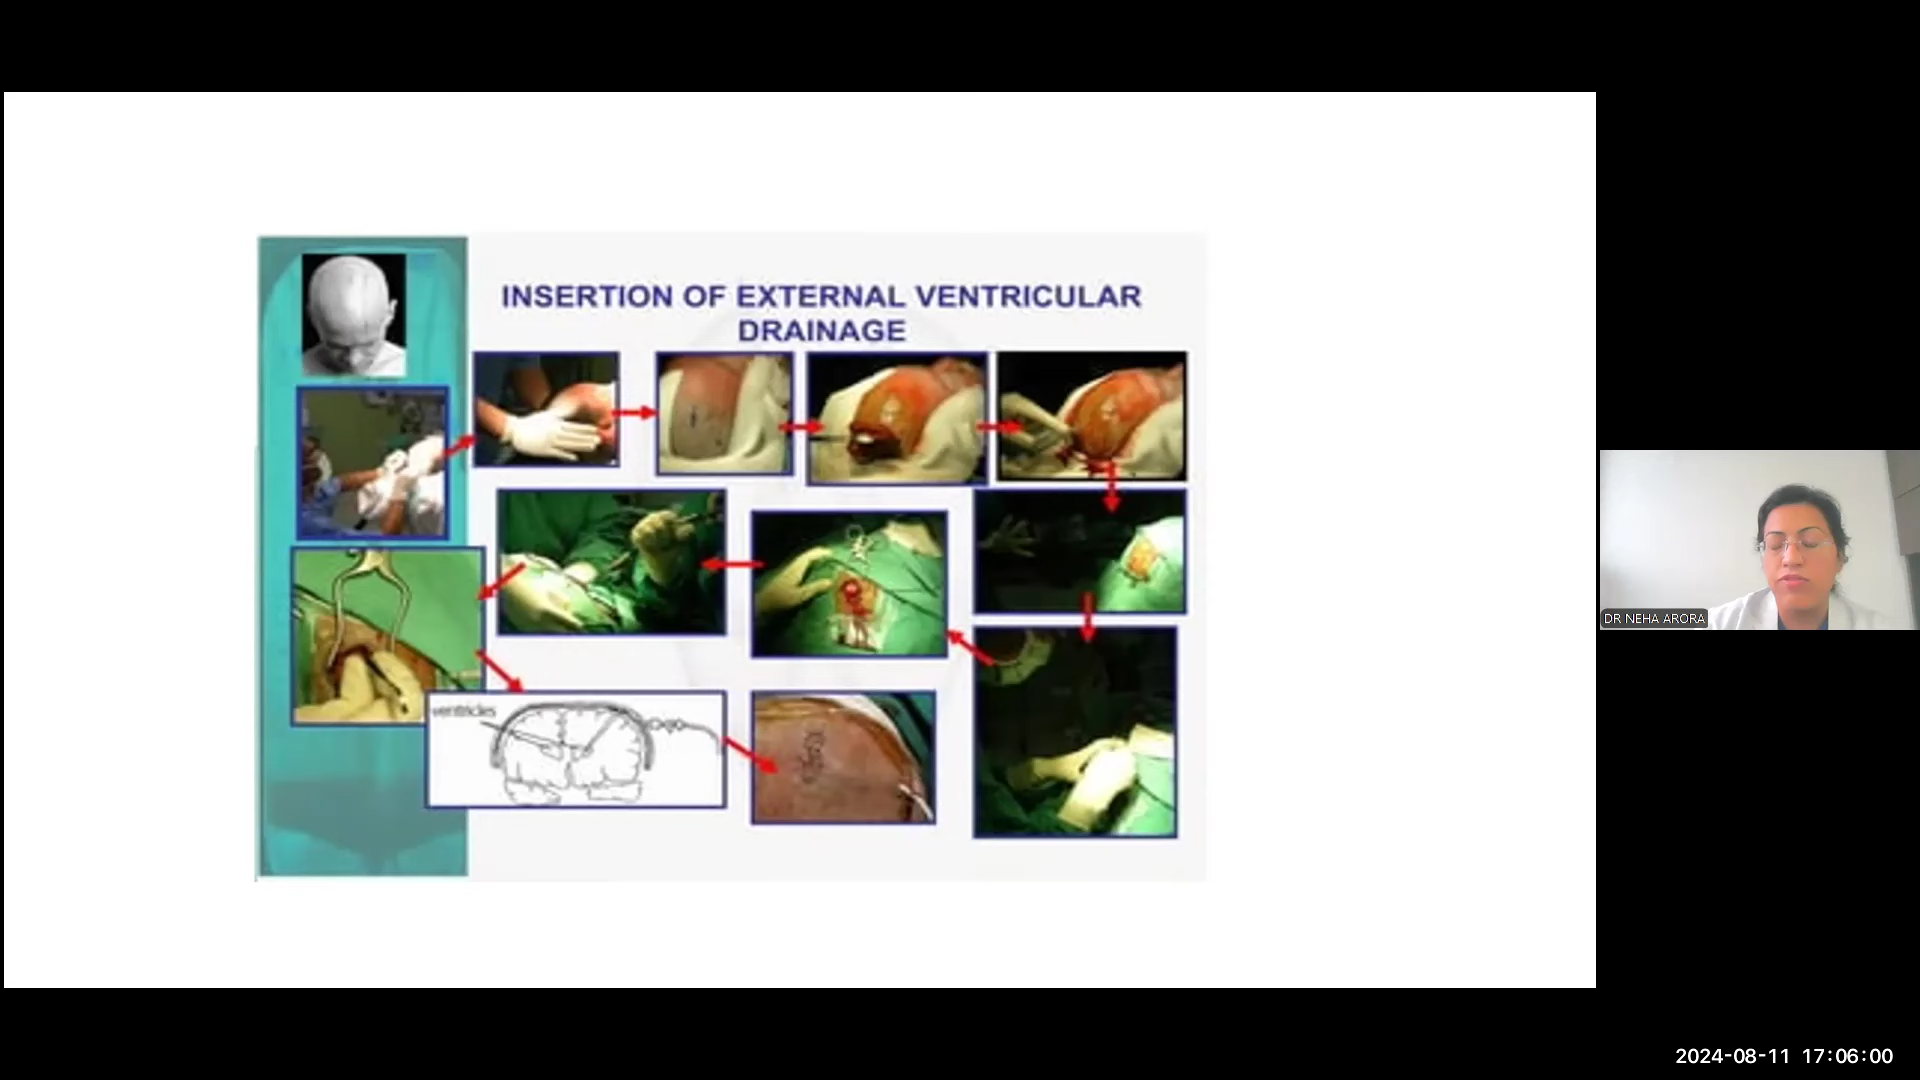 INSERTION OF EXTERNAL VENTRICULAR
DRAINAGE
ventricles
DR NEHA ARORA
2024-08-11 17:06:00